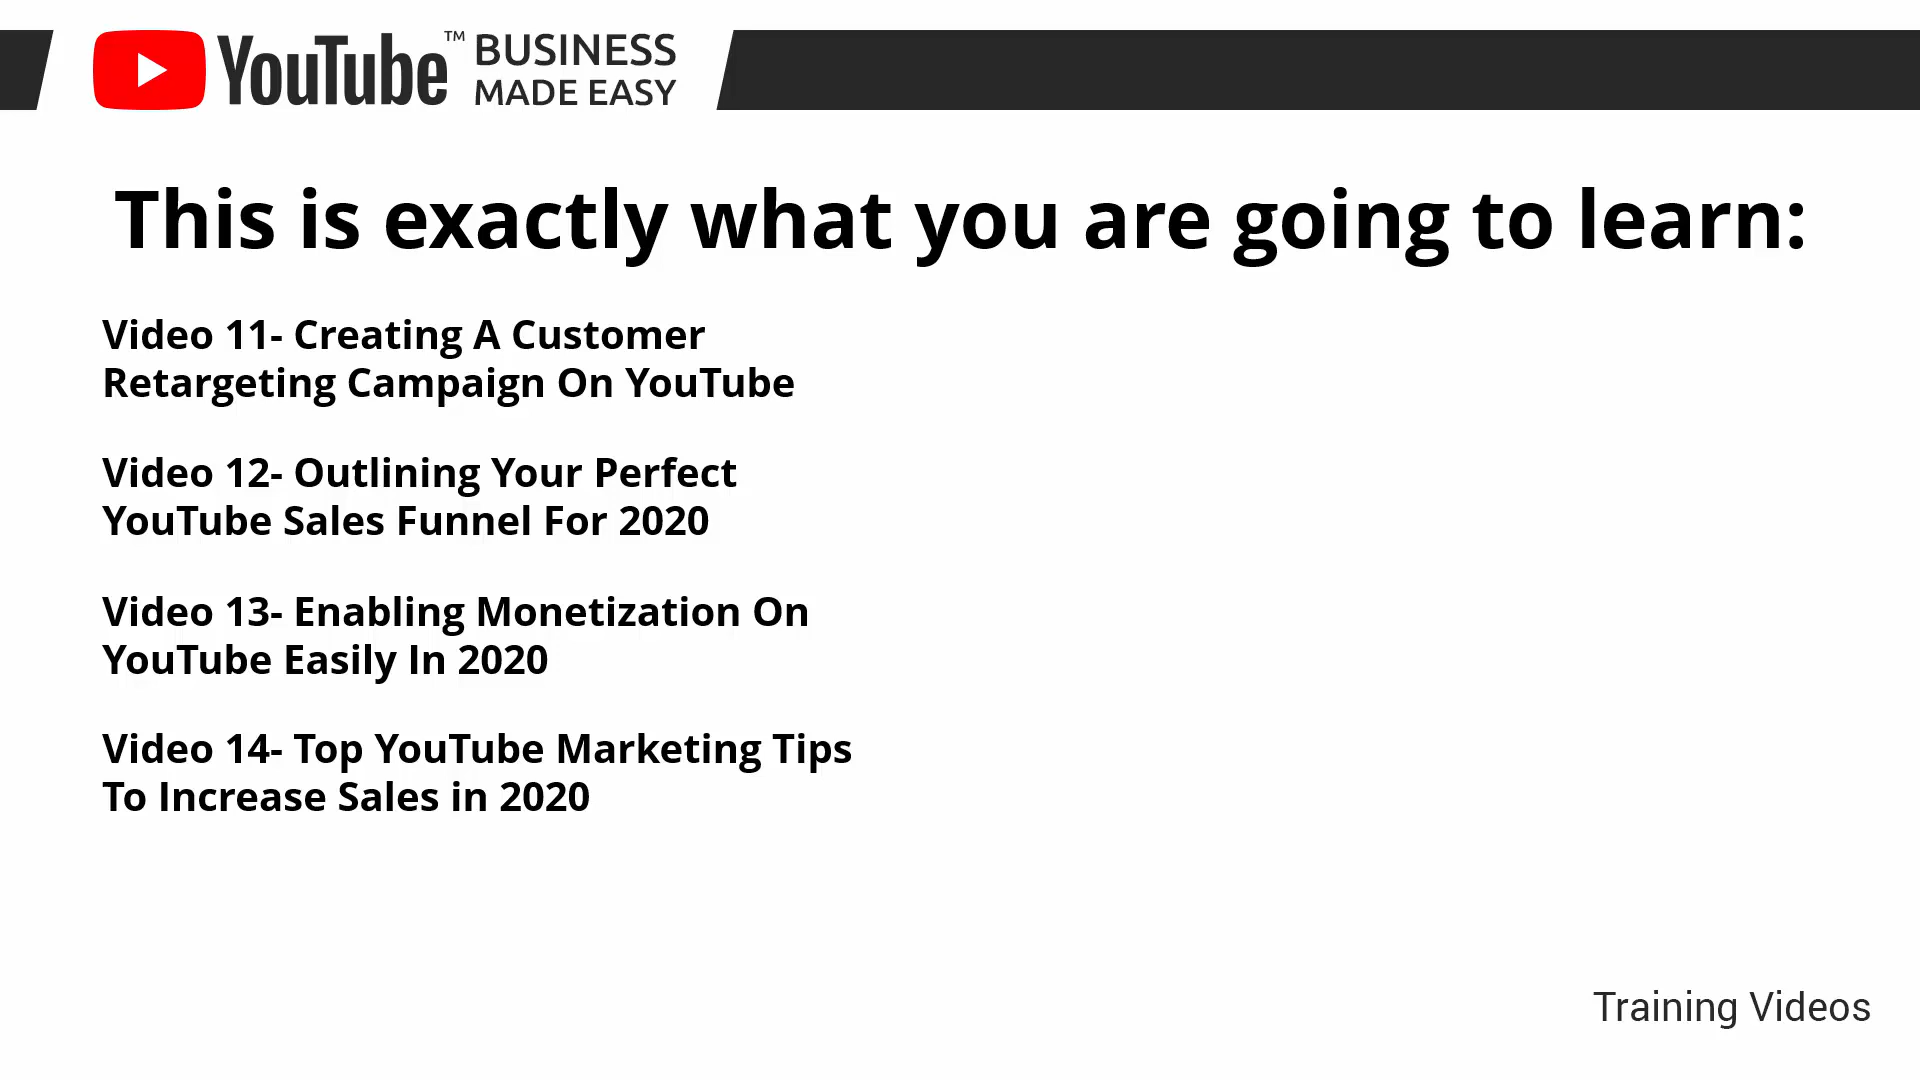 YouTube™ BUSINESS
MADE EASY
This is exactly what you are going to learn:
Video 11- Creating A Customer
Retargeting Campaign On YouTube
Video 12- Outlining Your Perfect
YouTube Sales Funnel For 2020
Video 13- Enabling Monetization On
YouTube Easily In 2020
Video 14- Top YouTube Marketing Tips
To Increase Sales in 2020
Training Videos